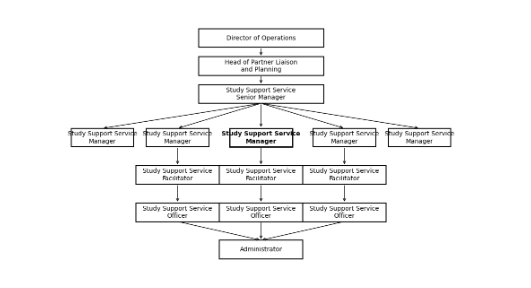 Director of Operations
Head of Partner Liaison
and Planning
Study Support Service
Senior Manager
Study Support Service
Manager
Study Support Service
Manager
Study Support Service
Manager
Study Support Service
Manager
Study Support Service
Manager
Study Support Service
Facilitator
Study Support Service
Facilitator
Study Support Service
Facilitator
Study Support Service
Officer
Study Support Service
Officer
Study Support Service
Officer
Administrator